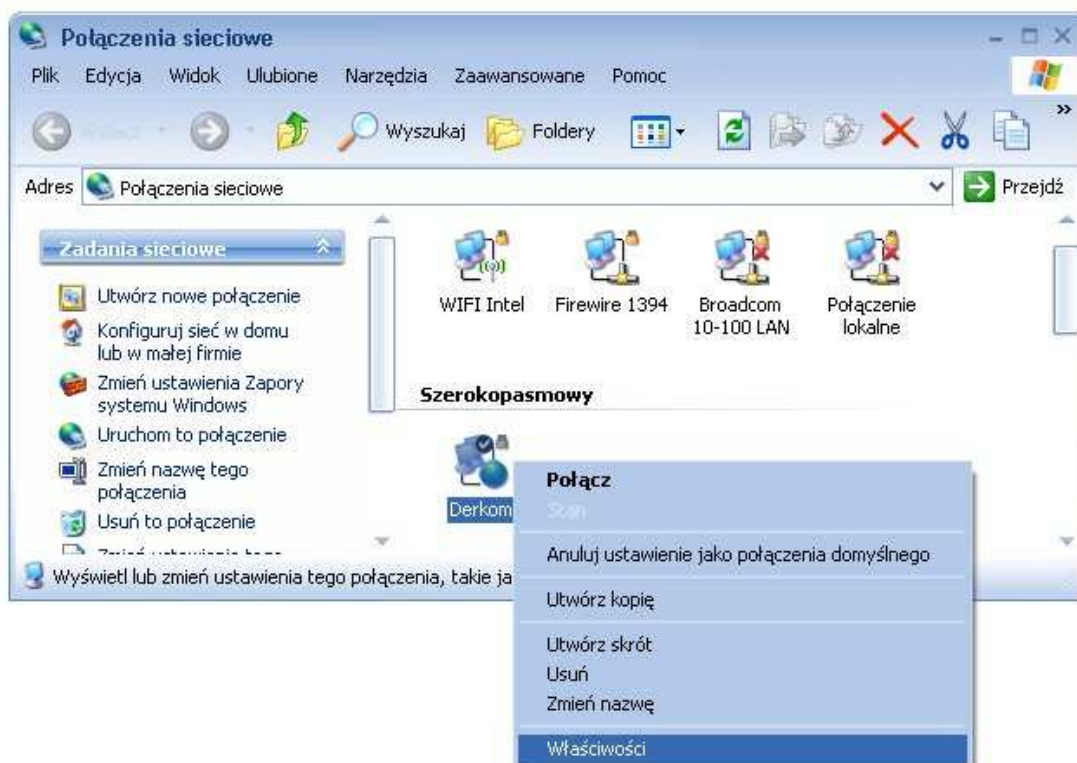 Połączenia sieciowe
Plik Edycja Widok Ulubione Narzędzia Zaawansowane Pomoc
Wyszukaj Foldery »
Adres Połączenia sieciowe Przejdź
Zadania sieciowe
Utwórz nowe połączenie
Konfiguruj sieć w domu
lub w małej firmie
Zmień ustawienia Zapory
systemu Windows
Uruchom to połączenie
Zmień nazwę tego
połączenia
Usuń to połączenie
WIFI Intel Firewire 1394 Broadcom Połączenie
10-100 LAN lokalne
Szerokopasmowy
Derkom
Wyświetl lub zmień ustawienia tego połączenia, takie ja
Połącz
Stan
Anuluj ustawienie jako połączenia domyślnego
Utwórz kopię
Utwórz skrót
Usuń
Zmień nazwę
Właściwości